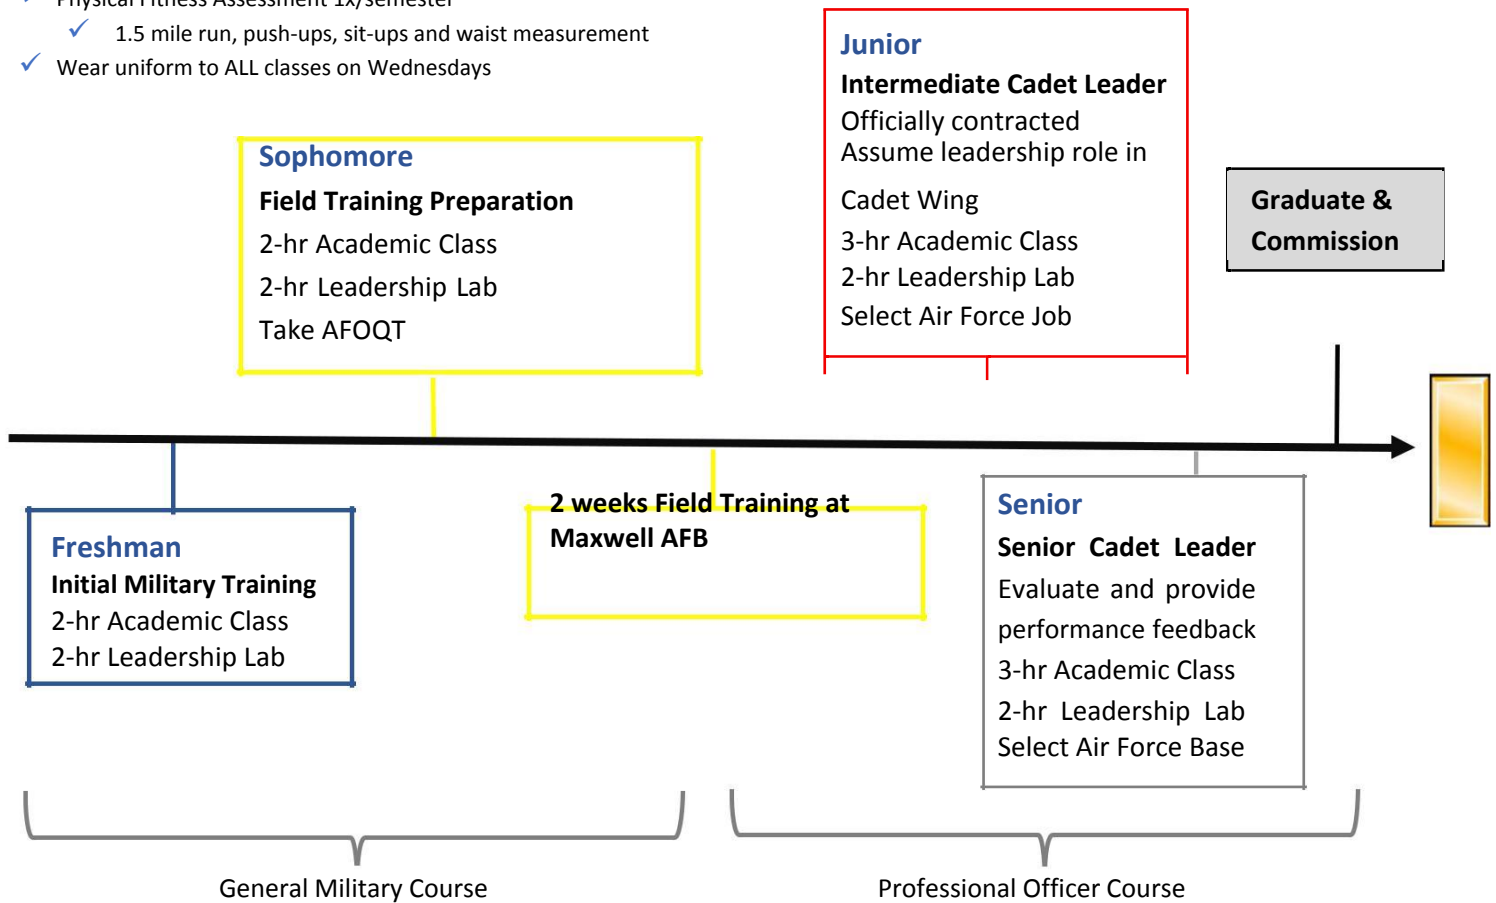 Physical Fitness Assessment 1x/semester
✓ 1.5 mile run, push-ups, sit-ups and waist measurement
✓ Wear uniform to ALL classes on Wednesdays
Sophomore
Field Training Preparation
2-hr Academic Class
2-hr Leadership Lab
Take AFOQT
Junior
Intermediate Cadet Leader
Officially contracted
Assume leadership role in
Cadet Wing
3-hr Academic Class
2-hr Leadership Lab
Select Air Force Job
Graduate &
Commission
Freshman
Initial Military Training
2-hr Academic Class
2-hr Leadership Lab
2 weeks Field Training at
Maxwell AFB
Senior
Senior Cadet Leader
Evaluate and provide
performance feedback
3-hr Academic Class
2-hr Leadership Lab
Select Air Force Base
General Military Course
Professional Officer Course